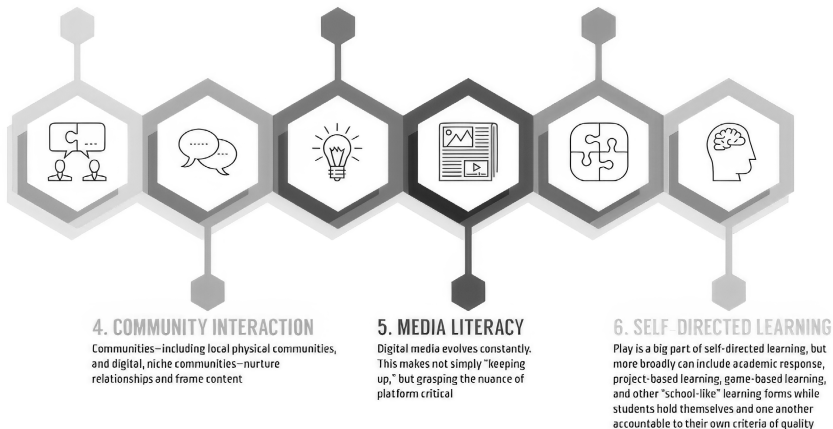 4. COMMUNITY INTERACTION
Communities—including local physical communities,
and digital, niche communities—nurture
relationships and frame content
5. MEDIA LITERACY
Digital media evolves constantly.
This makes not simply "keeping
up," but grasping the nuance of
platform critical
6. SELF-DIRECTED LEARNING
Play is a big part of self-directed learning, but
more broadly can include academic response,
project-based learning, game-based learning,
and other "school-like" learning forms while
students hold themselves and one another
accountable to their own criteria of quality